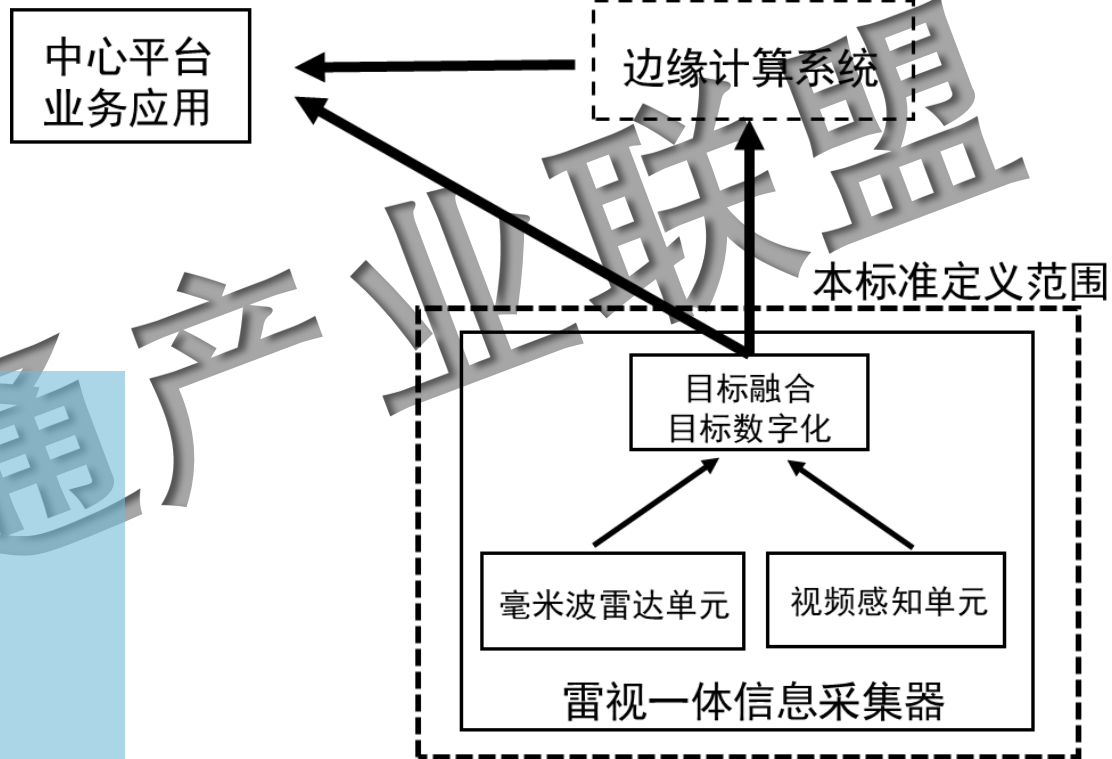 中心平台
业务应用
边缘计算系统
本标准定义范围
目标融合
目标数字化
毫米波雷达单元
视频感知单元
雷视一体信息采集器
通产业联盟